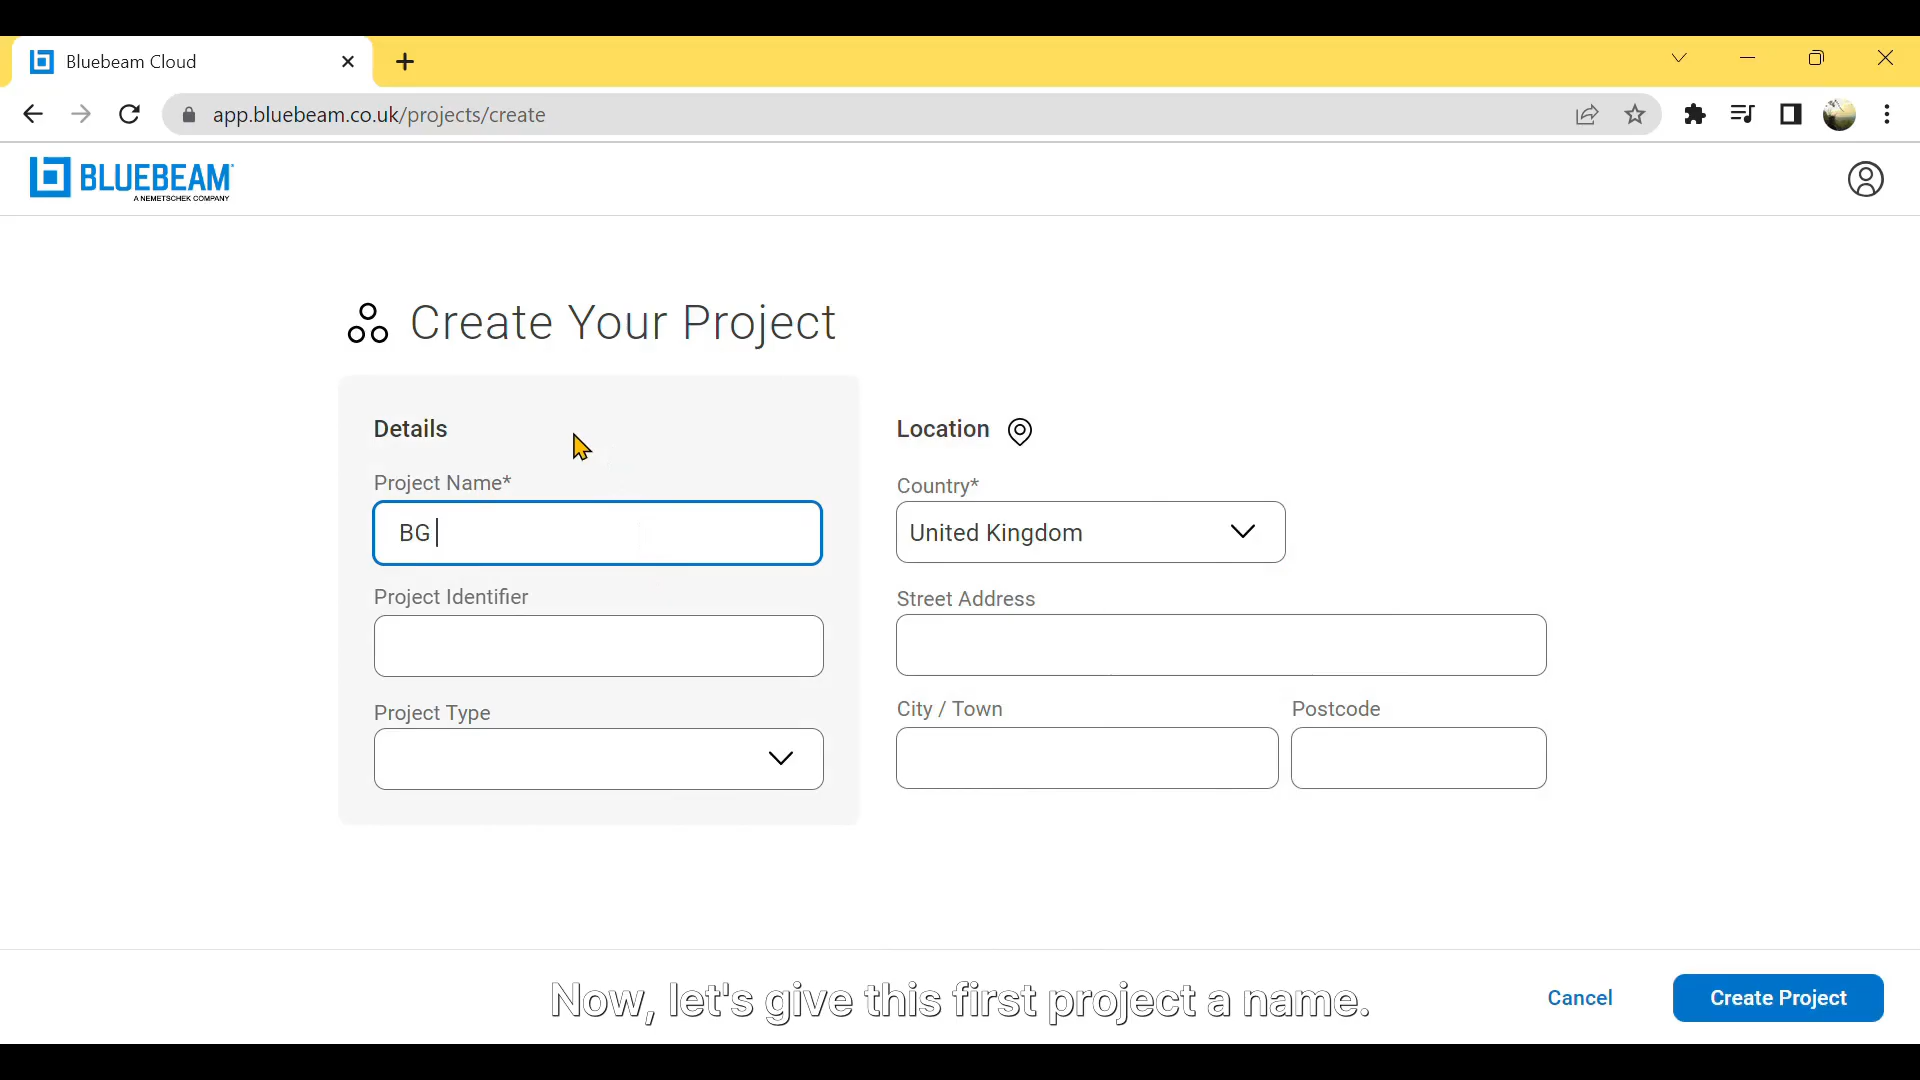 Bluebeam Cloud
app.bluebeam.co.uk/projects/create
BLUEBEAM
A NEMETSCHEK COMPANY
Create Your Project
Details
Project Name*
BG
Project Identifier
Project Type
Location
Country*
United Kingdom
Street Address
City / Town
Postcode
Now, let's give this first project a name.
Cancel
Create Project